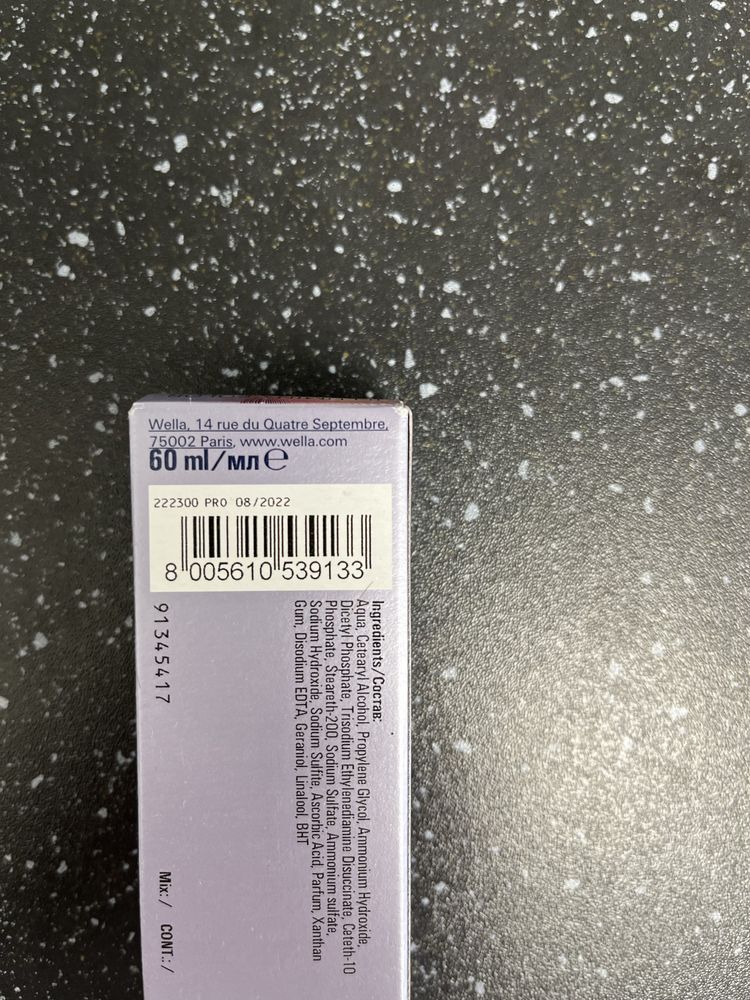 Wella, 14 rue du Quatre Septembre,
75002 Paris, www.wella.com
60 ml/мл e
222300 PRO 08/2022
8 005610 539133
Ingredients/Состав:
Aqua, Cetearyl Alcohol, Propylene Glycol, Ammonium Hydroxide,
Dicetyl Phosphate, Trisodium Ethylenediamine Disuccinate, Ceteth-10
Phosphate, Steareth-200, Sodium Sulfate, Ammonium sulfate,
Sodium Hydroxide, Sodium Sulfite, Ascorbic Acid, Parfum, Xanthan
Gum, Disodium EDTA, Geraniol, Linalool, BHT
91345417
Mix: / CONT.: /